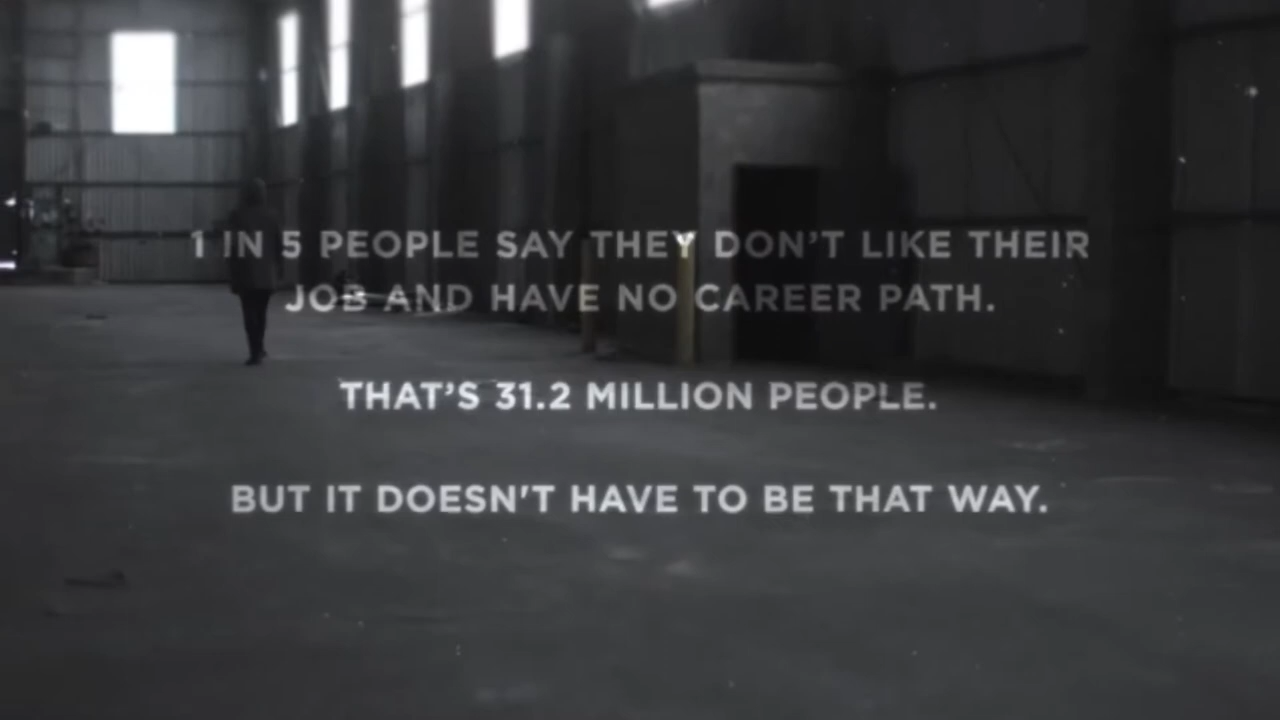 1 IN 5 PEOPLE SAY THEY DON’T LIKE THEIR
JOB AND HAVE NO CAREER PATH.
THAT’S 31.2 MILLION PEOPLE.
BUT IT DOESN'T HAVE TO BE THAT WAY.